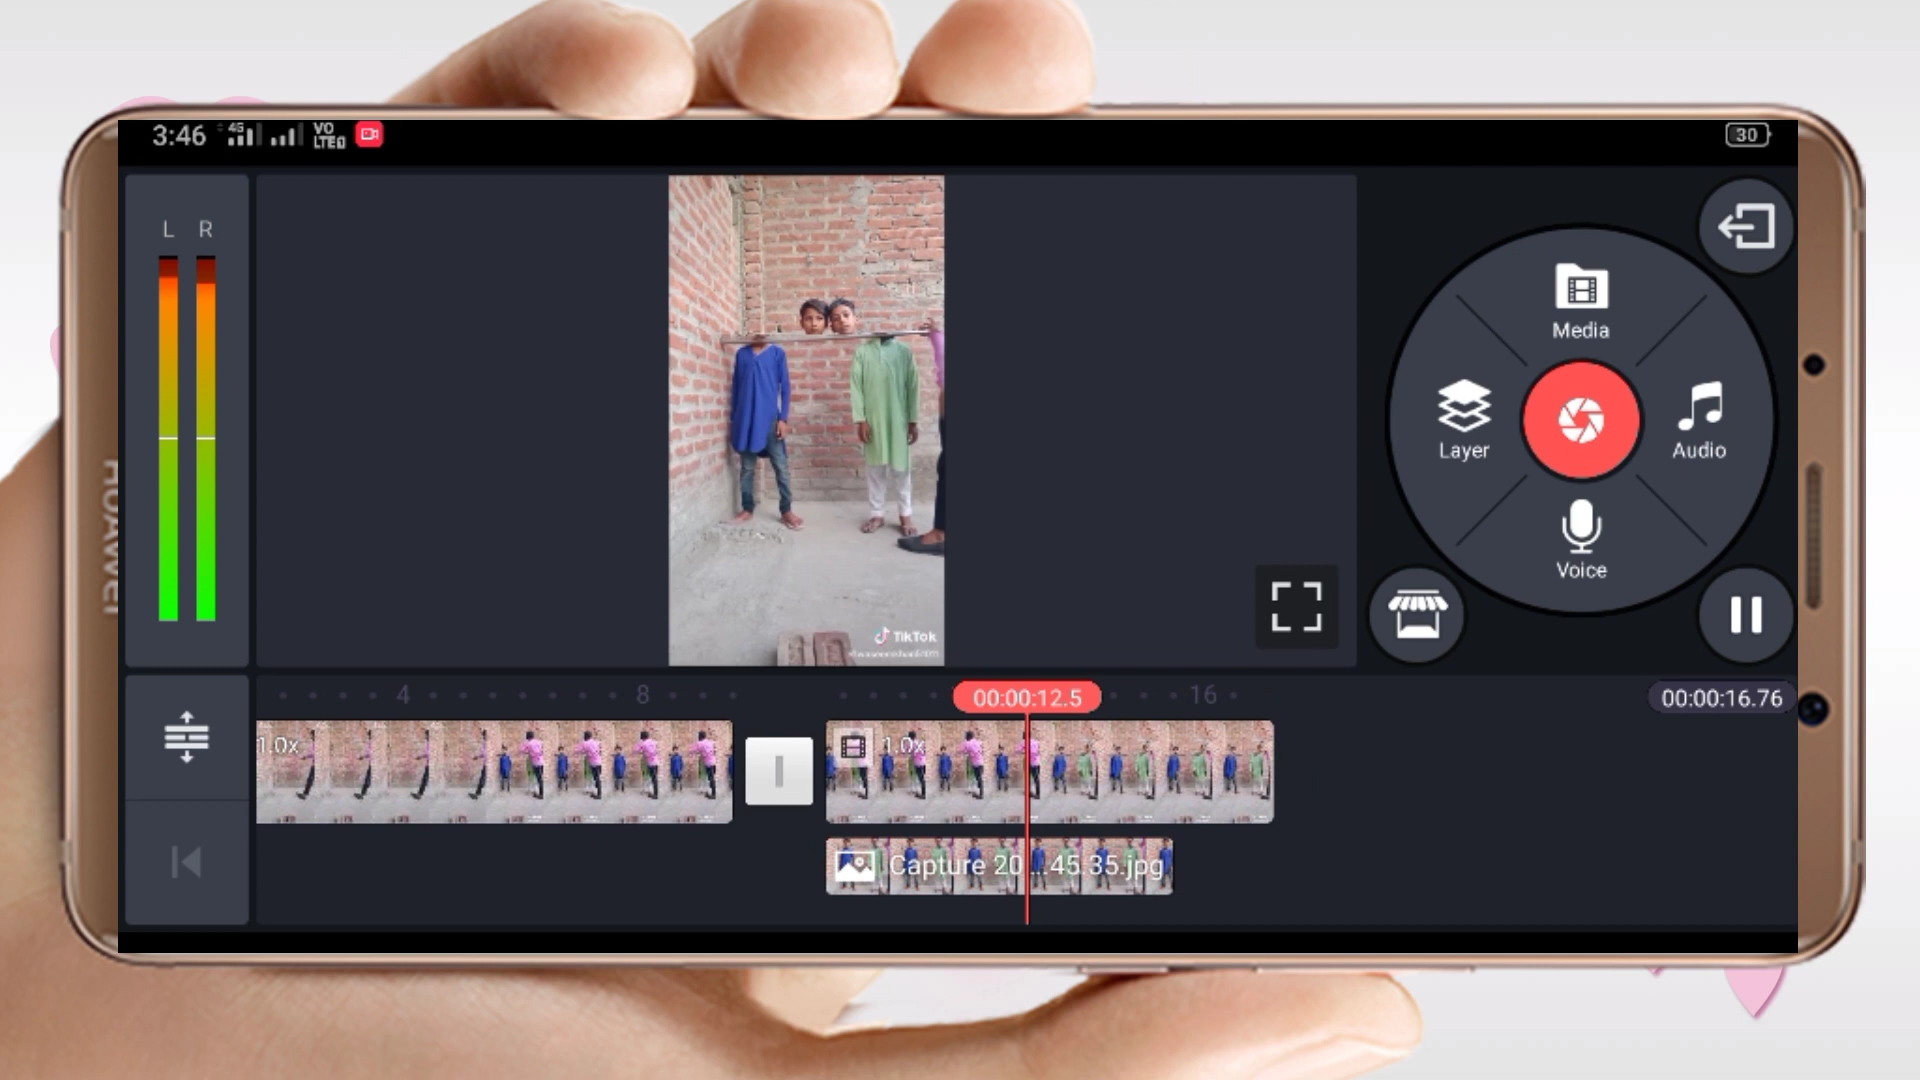 3:46 4G VO LTE 30
L R
Media
Layer
Audio
Voice
HUAWEI
TikTok
4 8 00:00:12.5 16 00:00:16.76
1.0x 1.0x
Capture 20...45.35.jpg